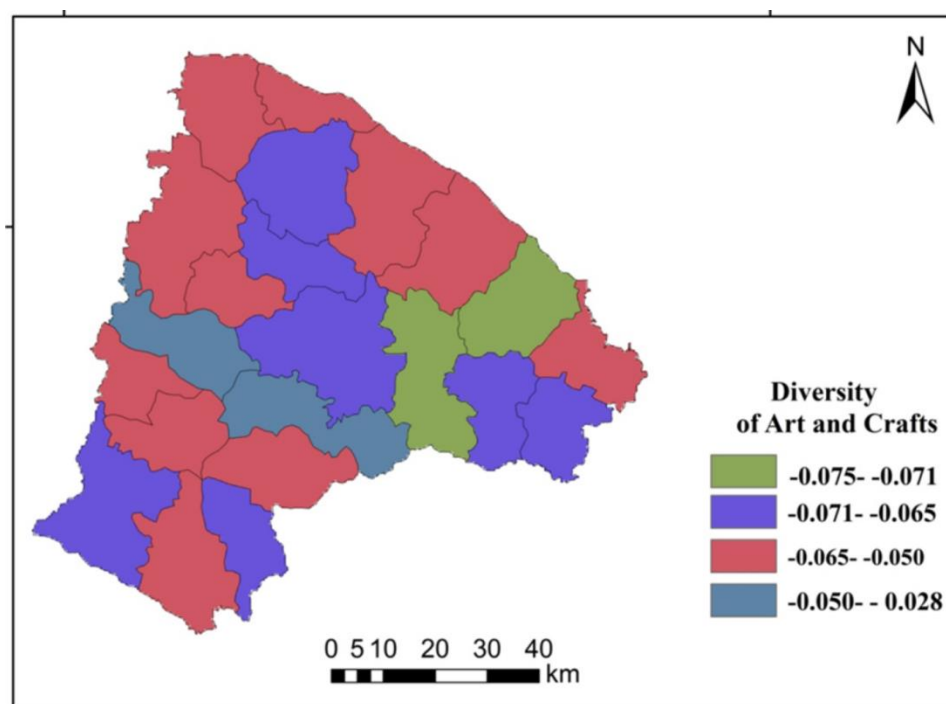 N
Diversity
of Art and Crafts
-0.075- -0.071
-0.071- -0.065
-0.065- -0.050
-0.050- - 0.028
0 5 10 20 30 40
km